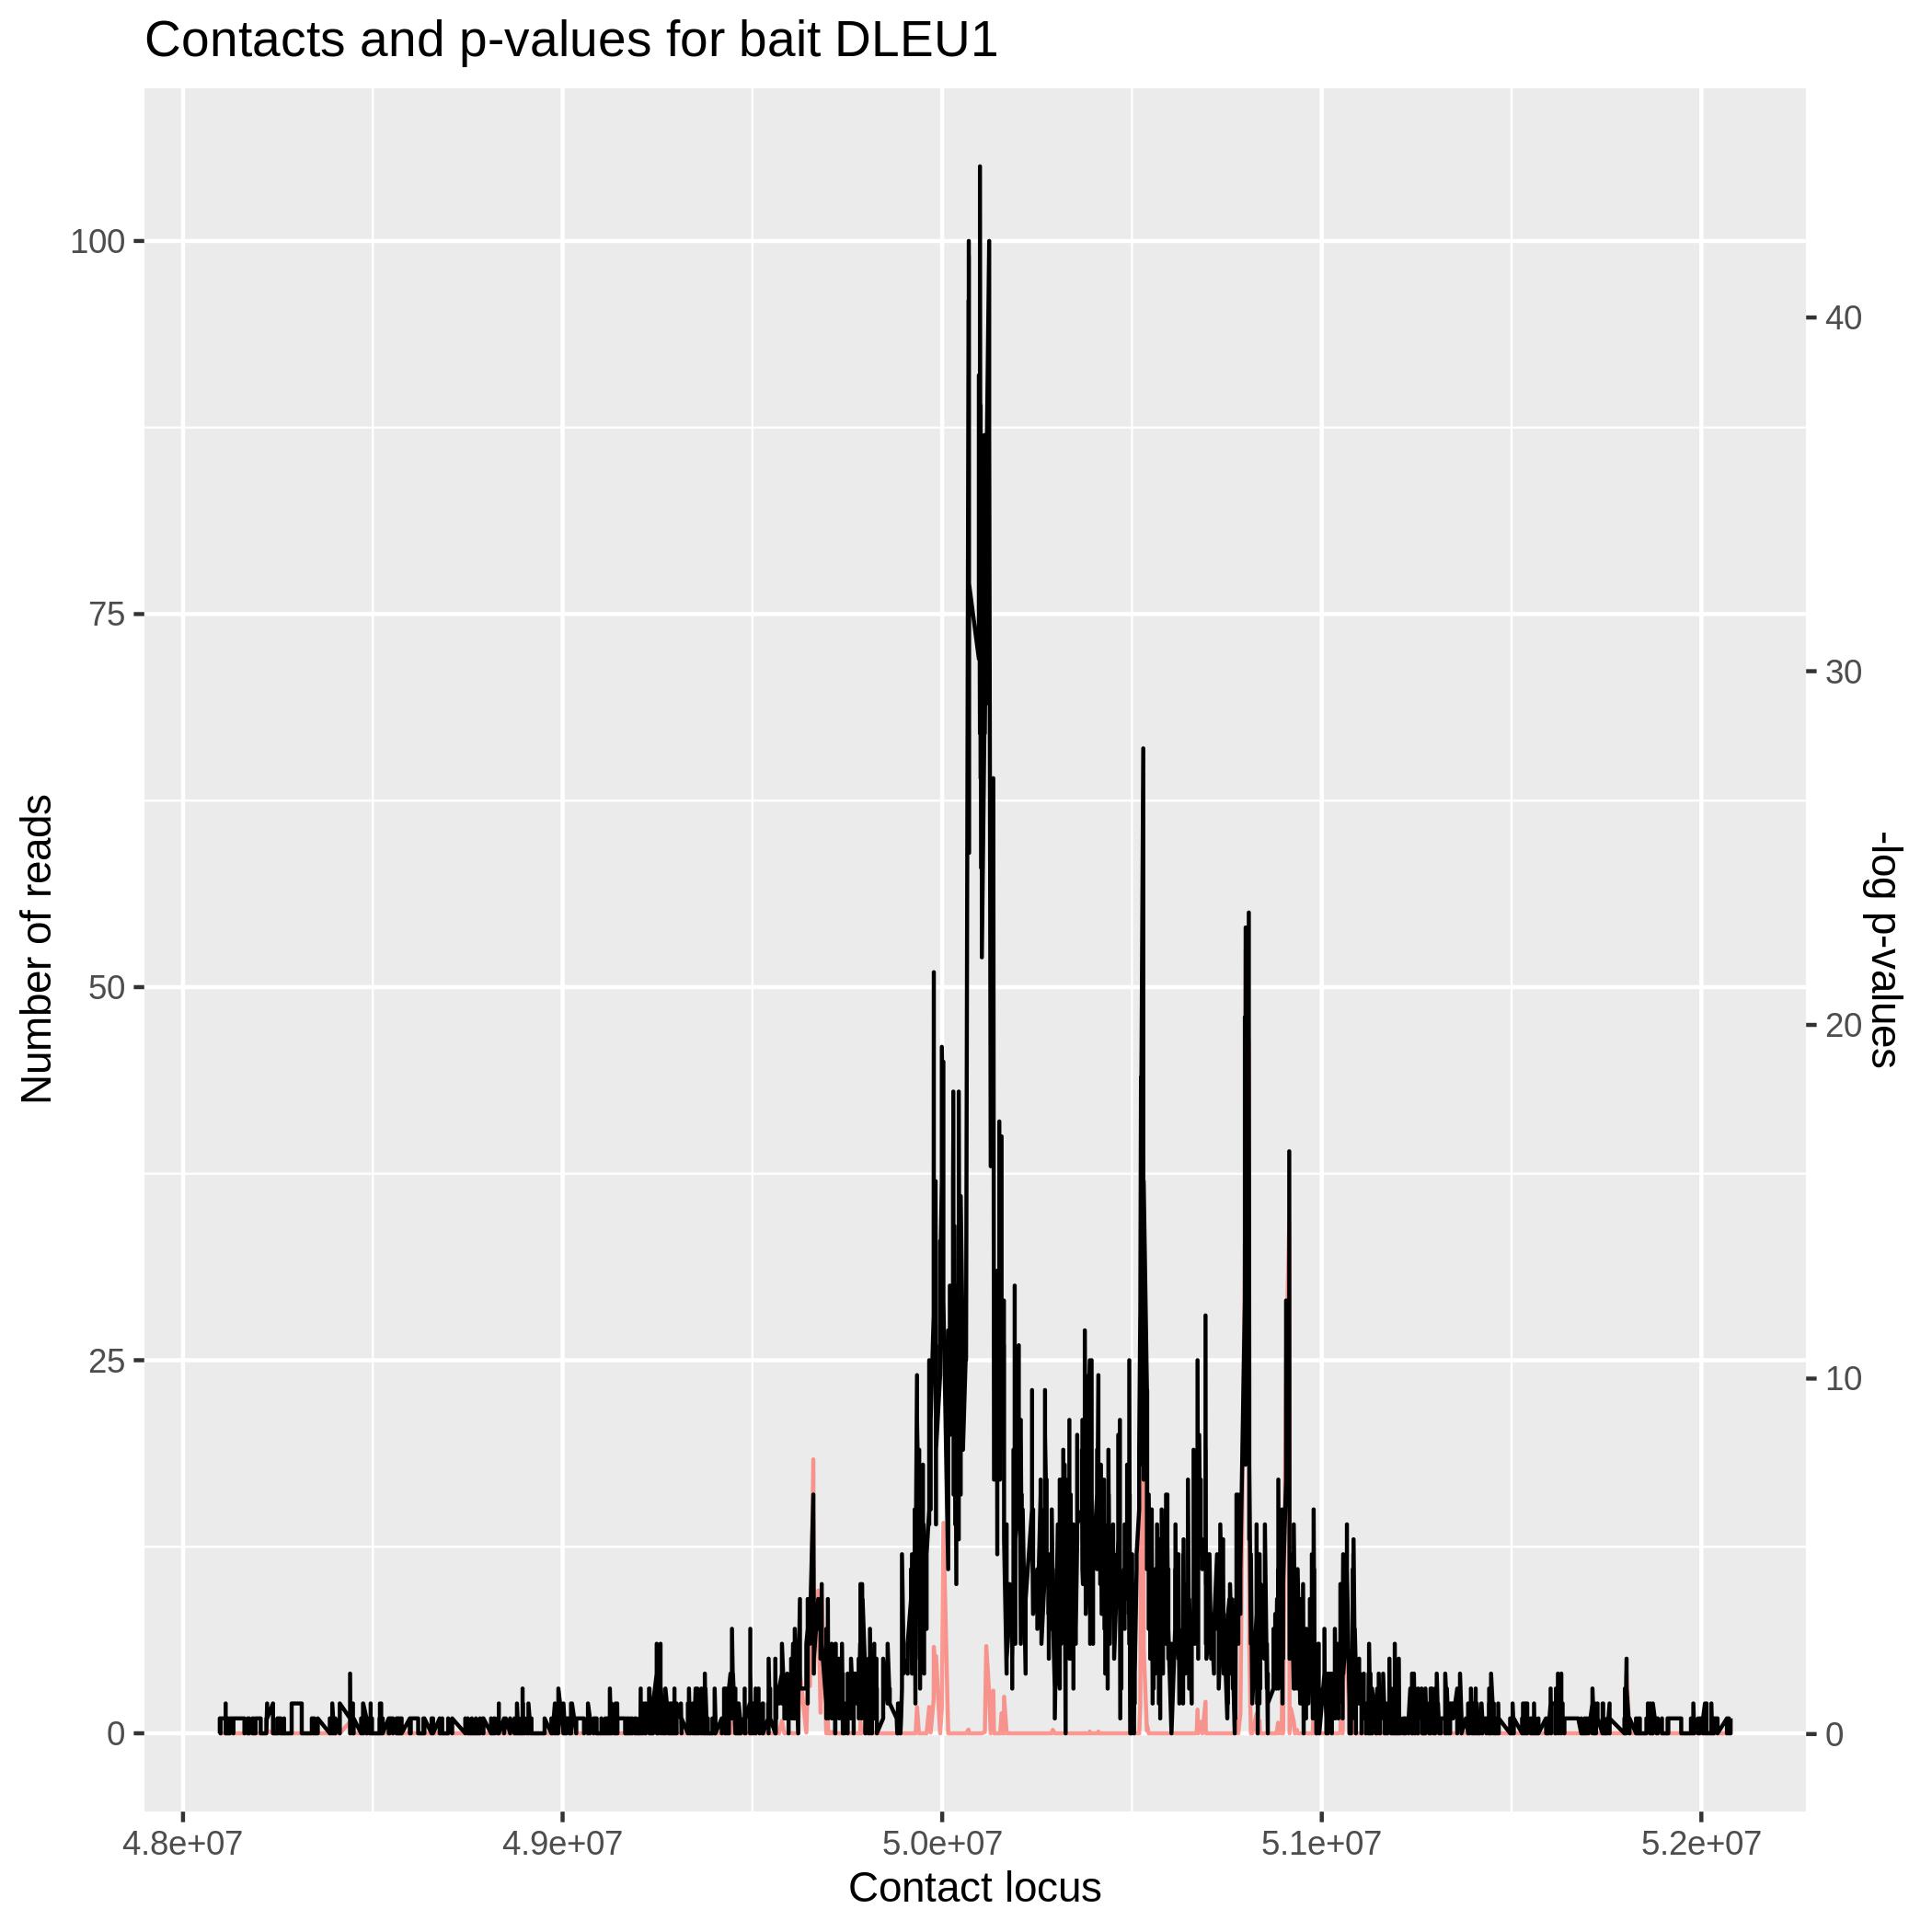 Contacts and p-values for bait DLEU1
Number of reads
100
75
50
25
0
40
30
20
10
0
-log p-values
4.8e+07
4.9e+07
5.0e+07
5.1e+07
5.2e+07
Contact locus